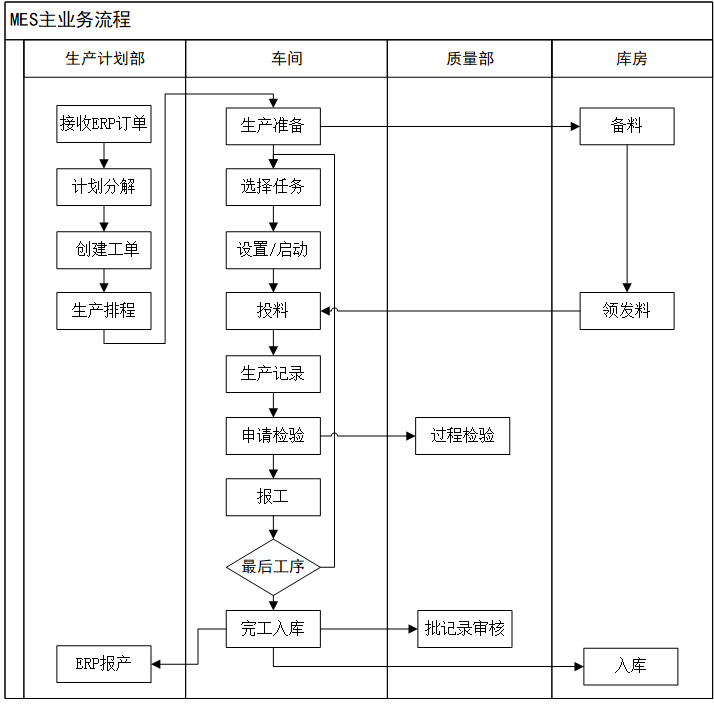 MES主业务流程
生产计划部
车间
质量部
库房
接收ERP订单
生产准备
备料
计划分解
选择任务
创建工单
设置/启动
生产排程
投料
领发料
生产记录
申请检验
过程检验
报工
最后工序
完工入库
批记录审核
ERP报产
入库